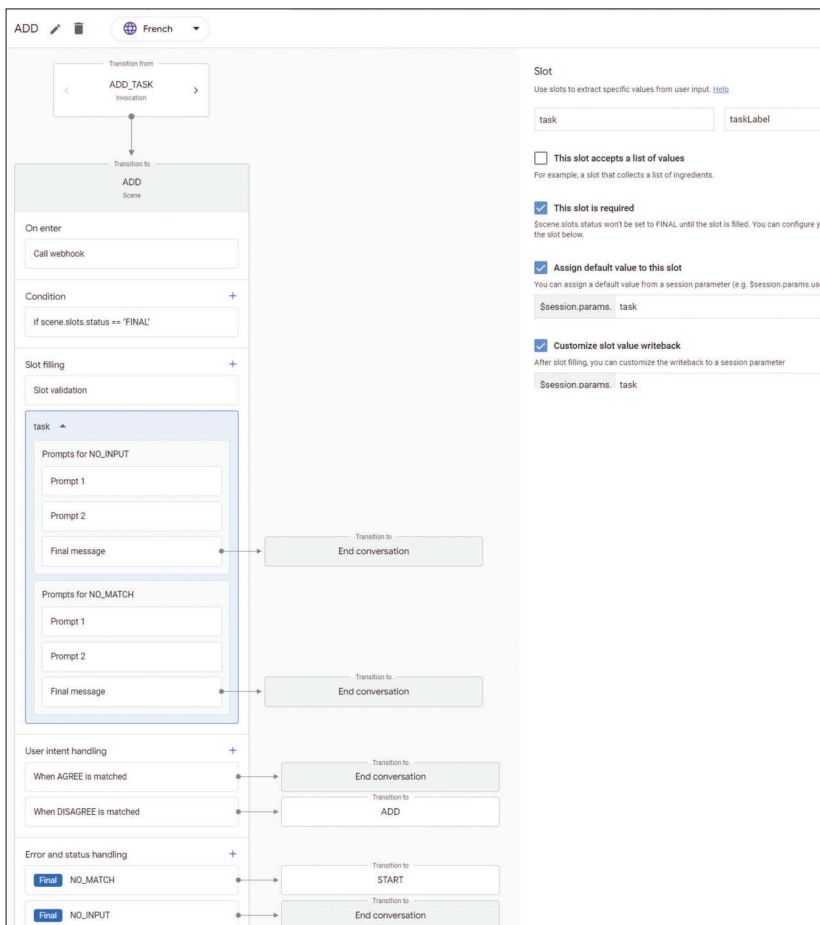 ADD
French
Transition from
ADD_TASK
Invocation
Transition to
ADD
Scene
On enter
Call webhook
Condition
+
if scene.slots.status == "FINAL"
Slot filling
+
Slot validation
task
Prompts for NO_INPUT
Prompt 1
Prompt 2
Final message
Transition to
End conversation
Prompts for NO_MATCH
Prompt 1
Prompt 2
Final message
Transition to
End conversation
User intent handling
+
When AGREE is matched
Transition to
End conversation
When DISAGREE is matched
Transition to
ADD
Error and status handling
+
Final NO_MATCH
Transition to
START
Final NO_INPUT
Transition to
End conversation
Slot
Use slots to extract specific values from user input. Help
task
taskLabel
This slot accepts a list of values
For example, a slot that collects a list of ingredients.
This slot is required
$scene.slots.status won't be set to FINAL until the slot is filled. You can configure y
the slot below.
Assign default value to this slot
You can assign a default value from a session parameter (e.g. $session.params.us
$session.params. task
Customize slot value writeback
After slot filling, you can customize the writeback to a session parameter
$session.params. task